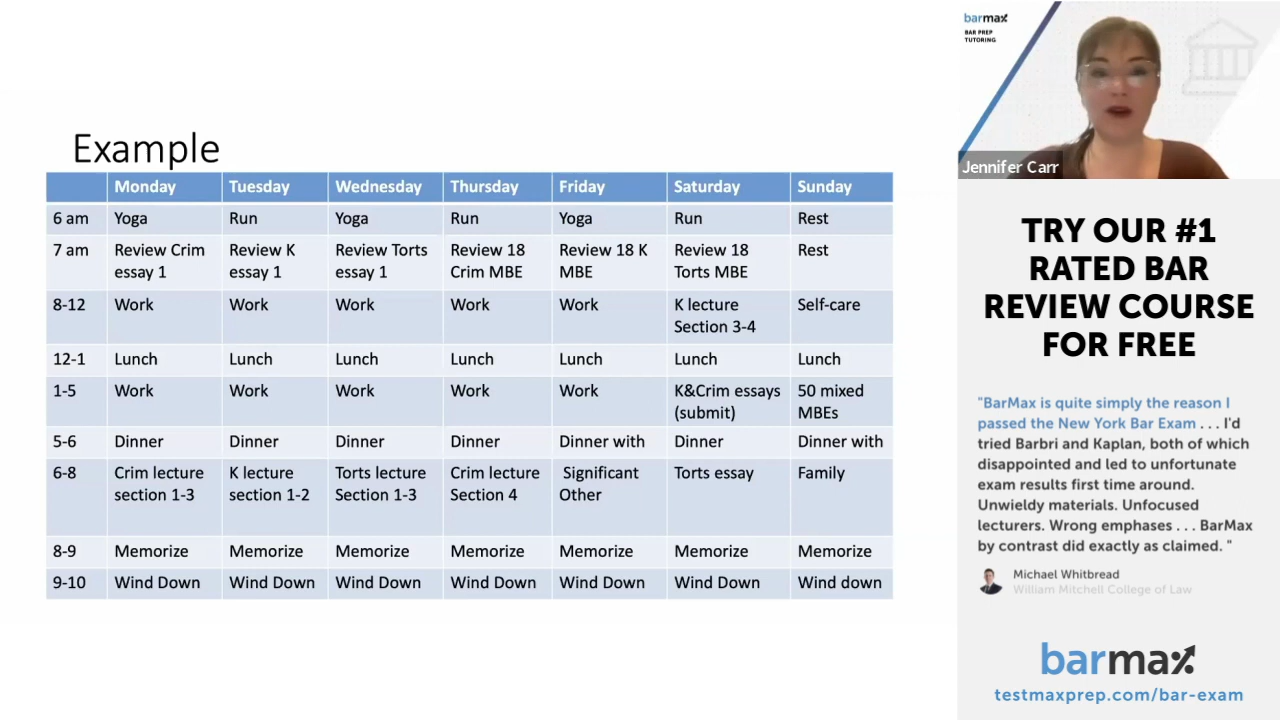 Example
Monday Tuesday Wednesday Thursday Friday Saturday Sunday
6 am Yoga Run Yoga Run Yoga Run Rest
7 am Review Crim essay 1 Review K essay 1 Review Torts essay 1 Review 18 Crim MBE Review 18 K MBE Review 18 Torts MBE Rest
8-12 Work Work Work Work Work K lecture Section 3-4 Self-care
12-1 Lunch Lunch Lunch Lunch Lunch Lunch Lunch
1-5 Work Work Work Work Work K&Crim essays (submit) 50 mixed MBEs
5-6 Dinner Dinner Dinner Dinner Dinner with Dinner Dinner with
6-8 Crim lecture section 1-3 K lecture section 1-2 Torts lecture Section 1-3 Crim lecture Section 4 Significant Other Torts essay Family
8-9 Memorize Memorize Memorize Memorize Memorize Memorize Memorize
9-10 Wind Down Wind Down Wind Down Wind Down Wind Down Wind Down Wind down
barmax
BAR PREP
TUTORING
Jennifer Carr
TRY OUR #1
RATED BAR
REVIEW COURSE
FOR FREE
"BarMax is quite simply the reason I
passed the New York Bar Exam . . . I'd
tried Barbri and Kaplan, both of which
disappointed and led to unfortunate
exam results first time around.
Unwieldy materials. Unfocused
lecturers. Wrong emphases . . . BarMax
by contrast did exactly as claimed. "
Michael Whitbread
William Mitchell College of Law
barmax
testmaxprep.com/bar-exam